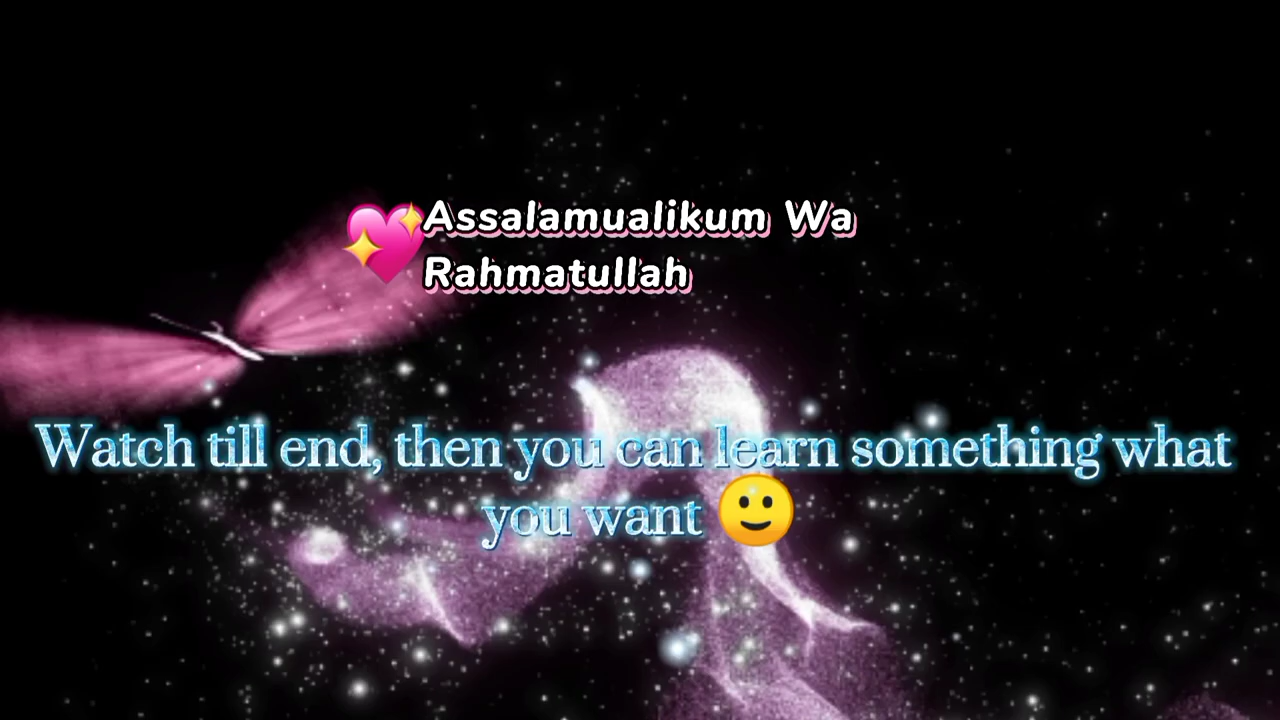 💖Assalamualikum Wa
Rahmatullah
Watch till end, then you can learn something what
you want 🙂